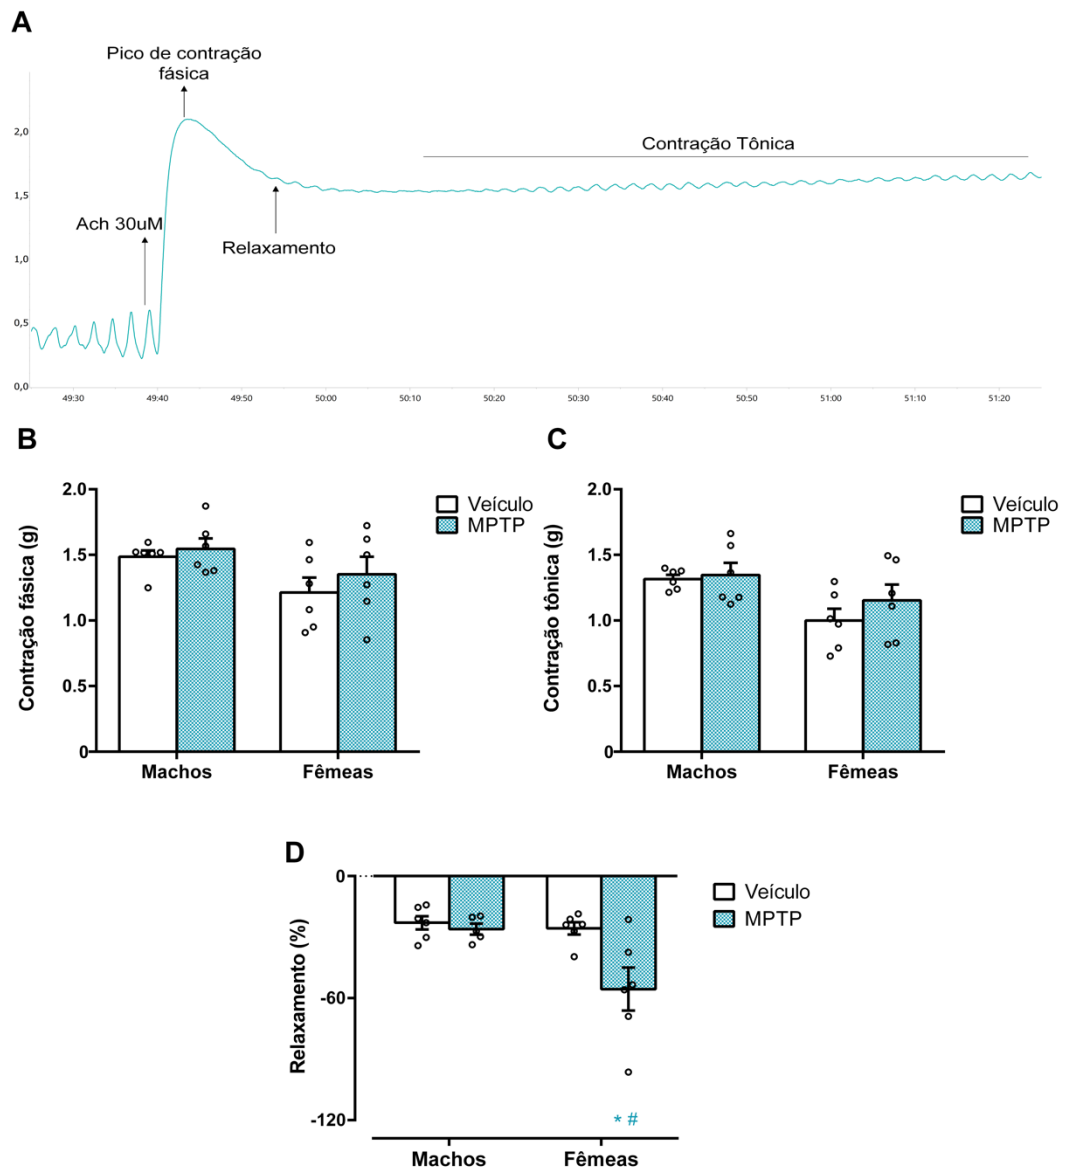 A
Pico de contração
fásica
Contração Tônica
Ach 30uM
Relaxamento
2,0
1,5
1,0
0,5
0,0
49:30 49:40 49:50 50:00 50:10 50:20 50:30 50:40 50:50 51:00 51:10 51:20
B
Contração fásica (g)
2.0
1.5
1.0
0.5
0
Machos Fêmeas
Veículo
MPTP
C
Contração tônica (g)
2.0
1.5
1.0
0.5
0
Machos Fêmeas
Veículo
MPTP
D
Relaxamento (%)
0
-60
-120
* #
Machos Fêmeas
Veículo
MPTP